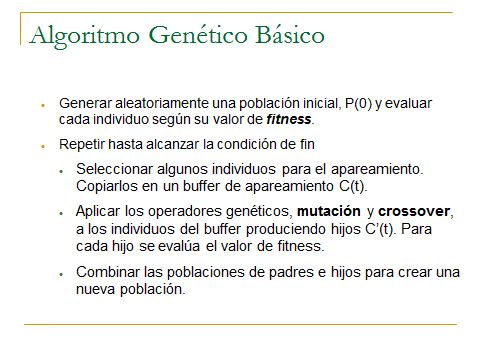 Algoritmo Genético Básico
Generar aleatoriamente una población inicial, P(0) y evaluar
cada individuo según su valor de fitness.
Repetir hasta alcanzar la condición de fin
Seleccionar algunos individuos para el apareamiento.
Copiarlos en un buffer de apareamiento C(t).
Aplicar los operadores genéticos, mutación y crossover,
a los individuos del buffer produciendo hijos C'(t). Para
cada hijo se evalúa el valor de fitness.
Combinar las poblaciones de padres e hijos para crear una
nueva población.